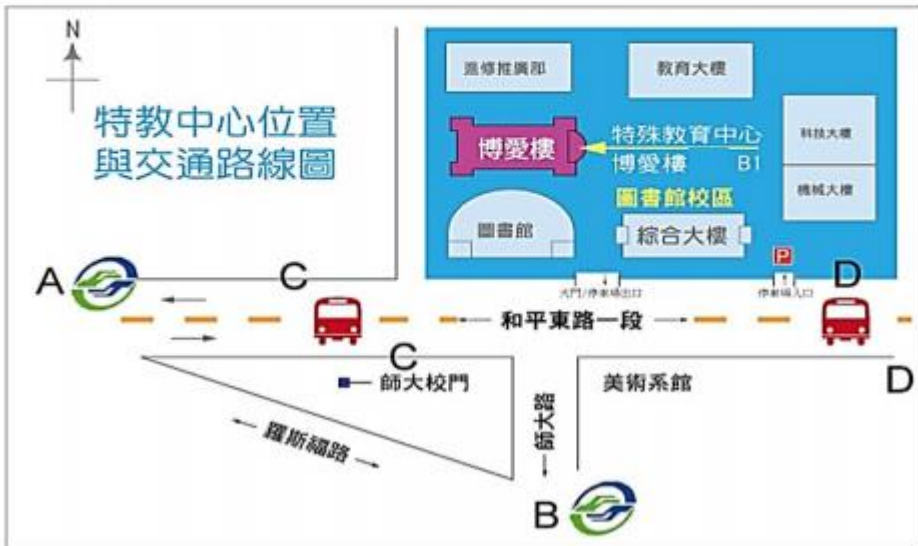 N
特教中心位置
與交通路線圖
進修推廣部
教育大樓
博愛樓
特殊教育中心
博愛樓 B1
科技大樓
機械大樓
圖書館校區
圖書館
綜合大樓
P
大門/停車場出口
停車場入口
A
C
D
和平東路一段
C
師大校門
美術系館
D
羅斯福路
師大路
B